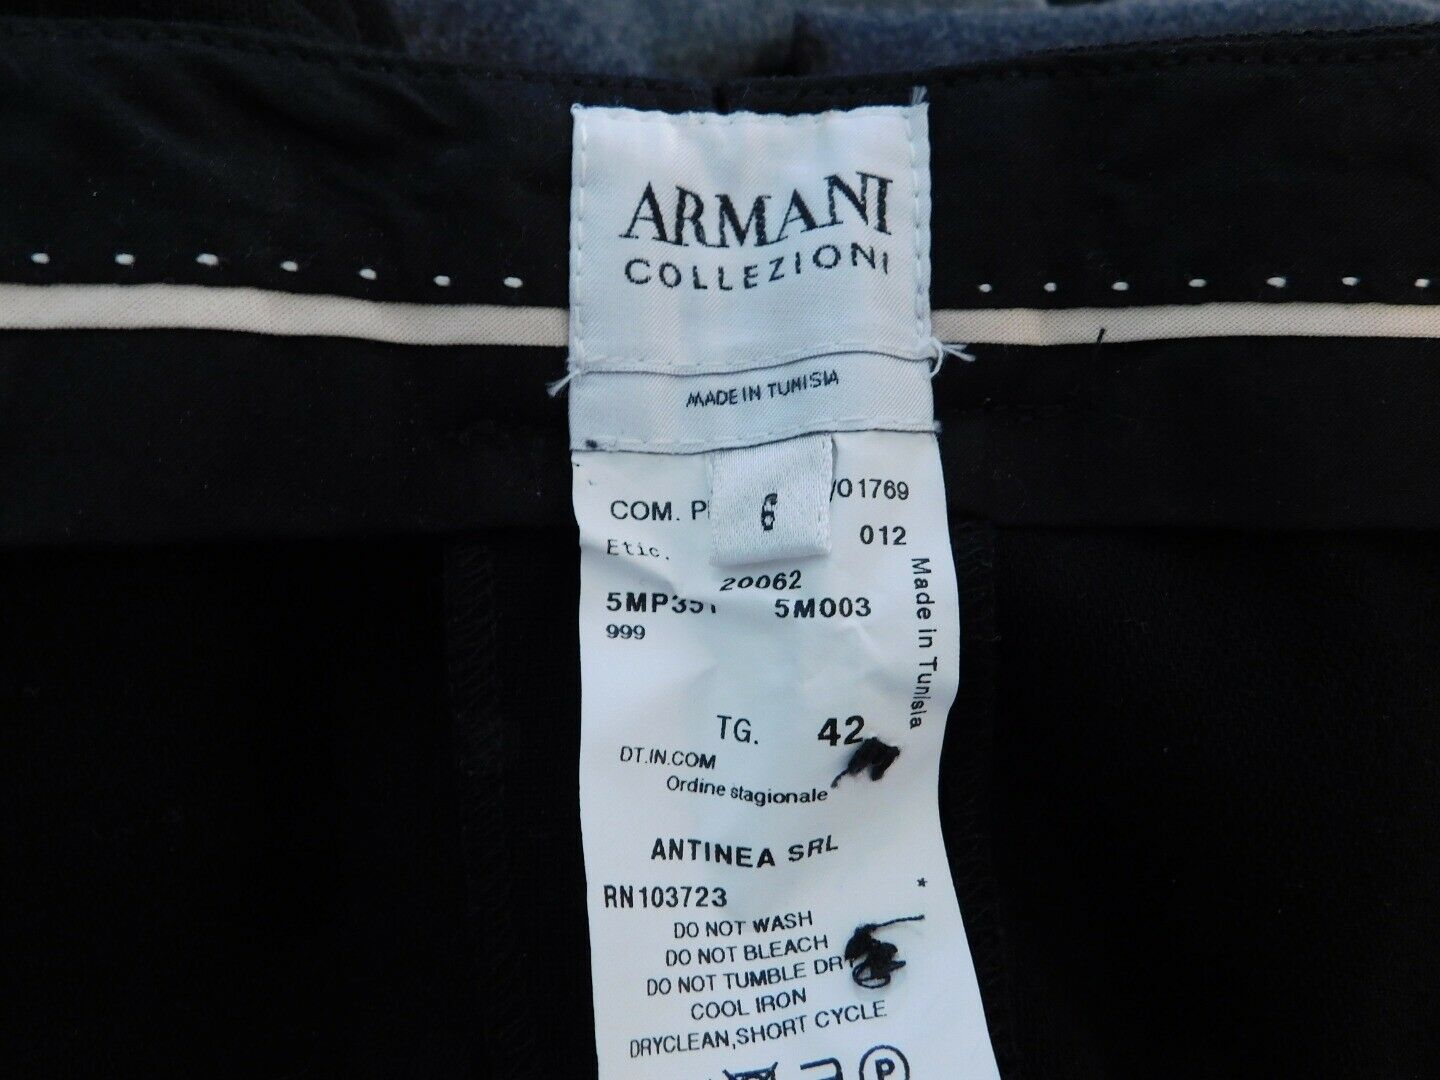 ARMANI
COLLEZIONI
MADE IN TUNISIA
6
COM. /01769
Etic. 012
20062
5MP351 5M003
999
Made in Tunisia
TG. 42
DT.IN.COM
Ordine stagionale
ANTINEA SRL
*
RN103723
DO NOT WASH
DO NOT BLEACH
DO NOT TUMBLE DRY
COOL IRON
DRYCLEAN,SHORT CYCLE
P